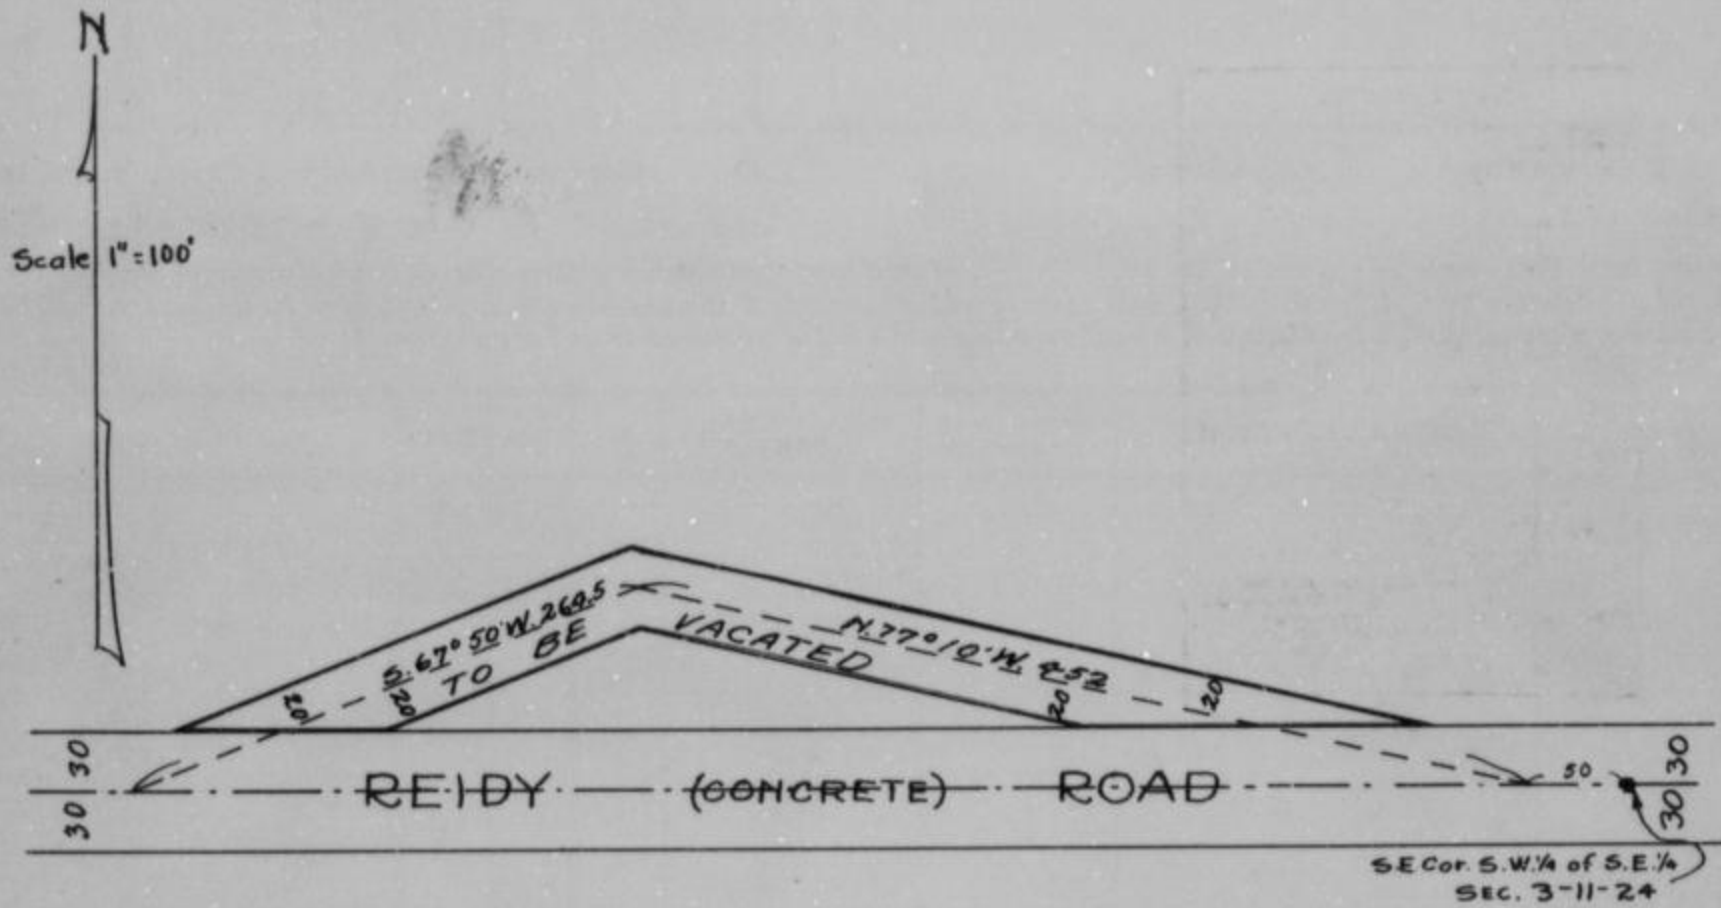 N
Scale 1"=100'
S. 67° 50' W. 264.5
TO BE
VACATED
N. 77° 10' W. 452
20
20
20
20
30
30
REIDY (CONCRETE) ROAD
50
30
30
S.E Cor. S.W.1/4 of S.E.1/4
SEC. 3-11-24